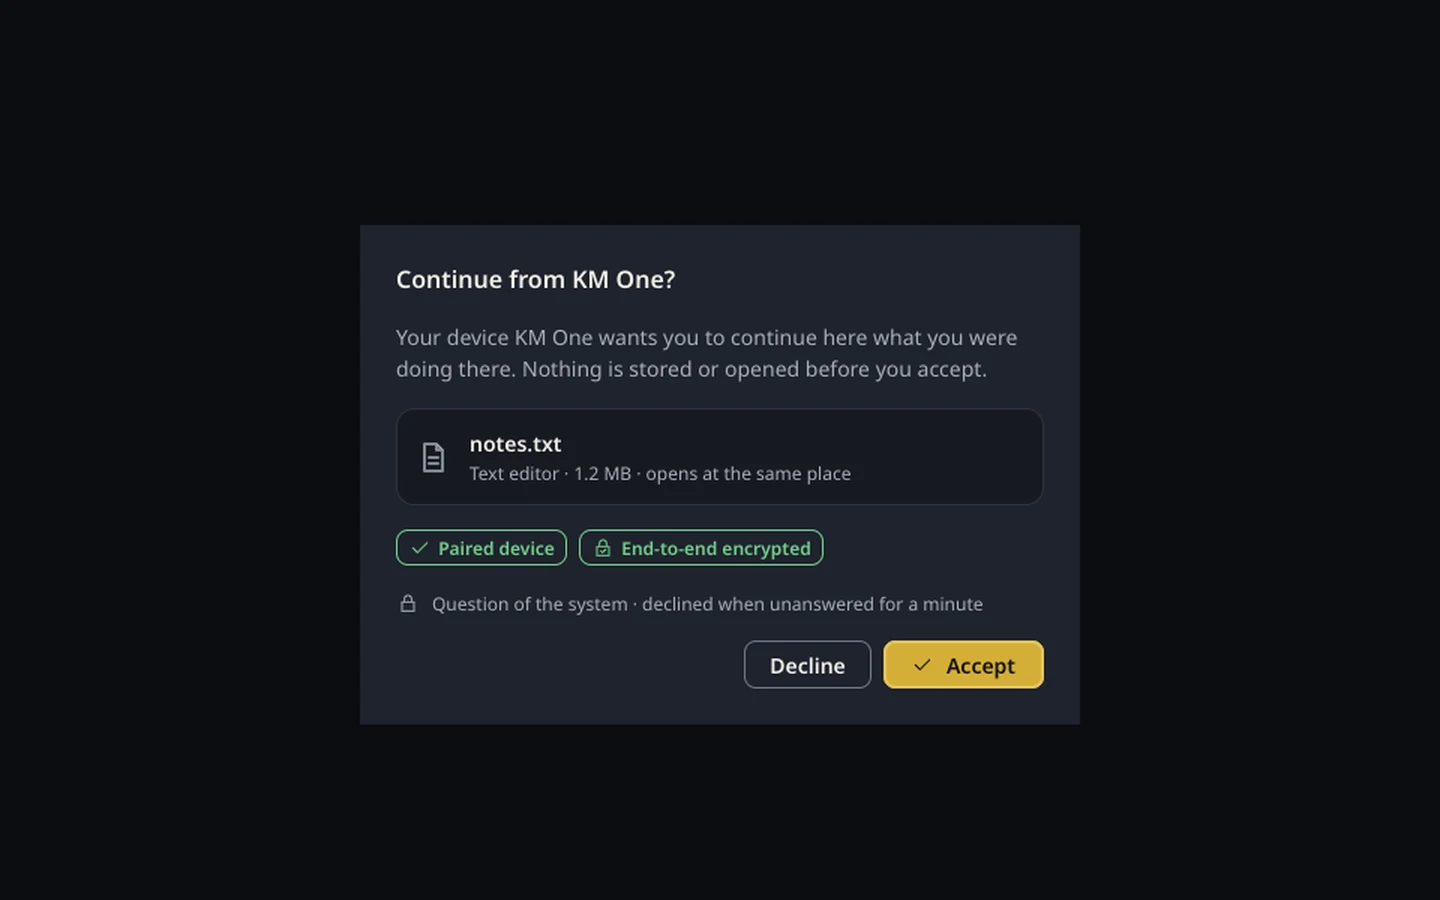 Continue from KM One?
Your device KM One wants you to continue here what you were
doing there. Nothing is stored or opened before you accept.
notes.txt
Text editor · 1.2 MB · opens at the same place
Paired device
End-to-end encrypted
Question of the system · declined when unanswered for a minute
Decline
Accept